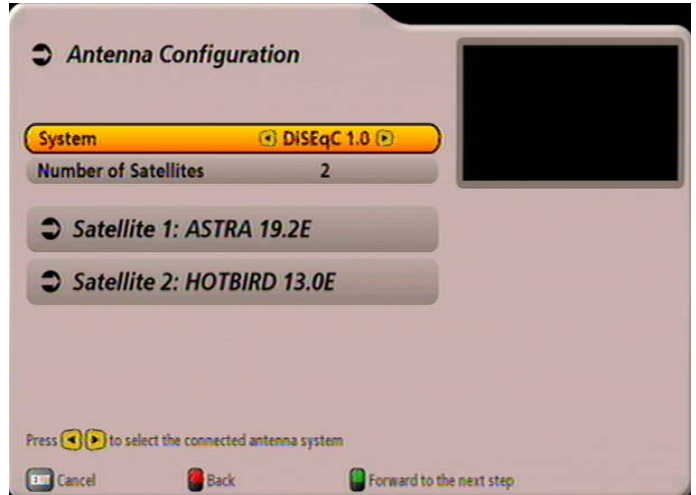 Antenna Configuration
System DiSEqC 1.0
Number of Satellites 2
Satellite 1: ASTRA 19.2E
Satellite 2: HOTBIRD 13.0E
Press to select the connected antenna system
EXIT Cancel Back Forward to the next step